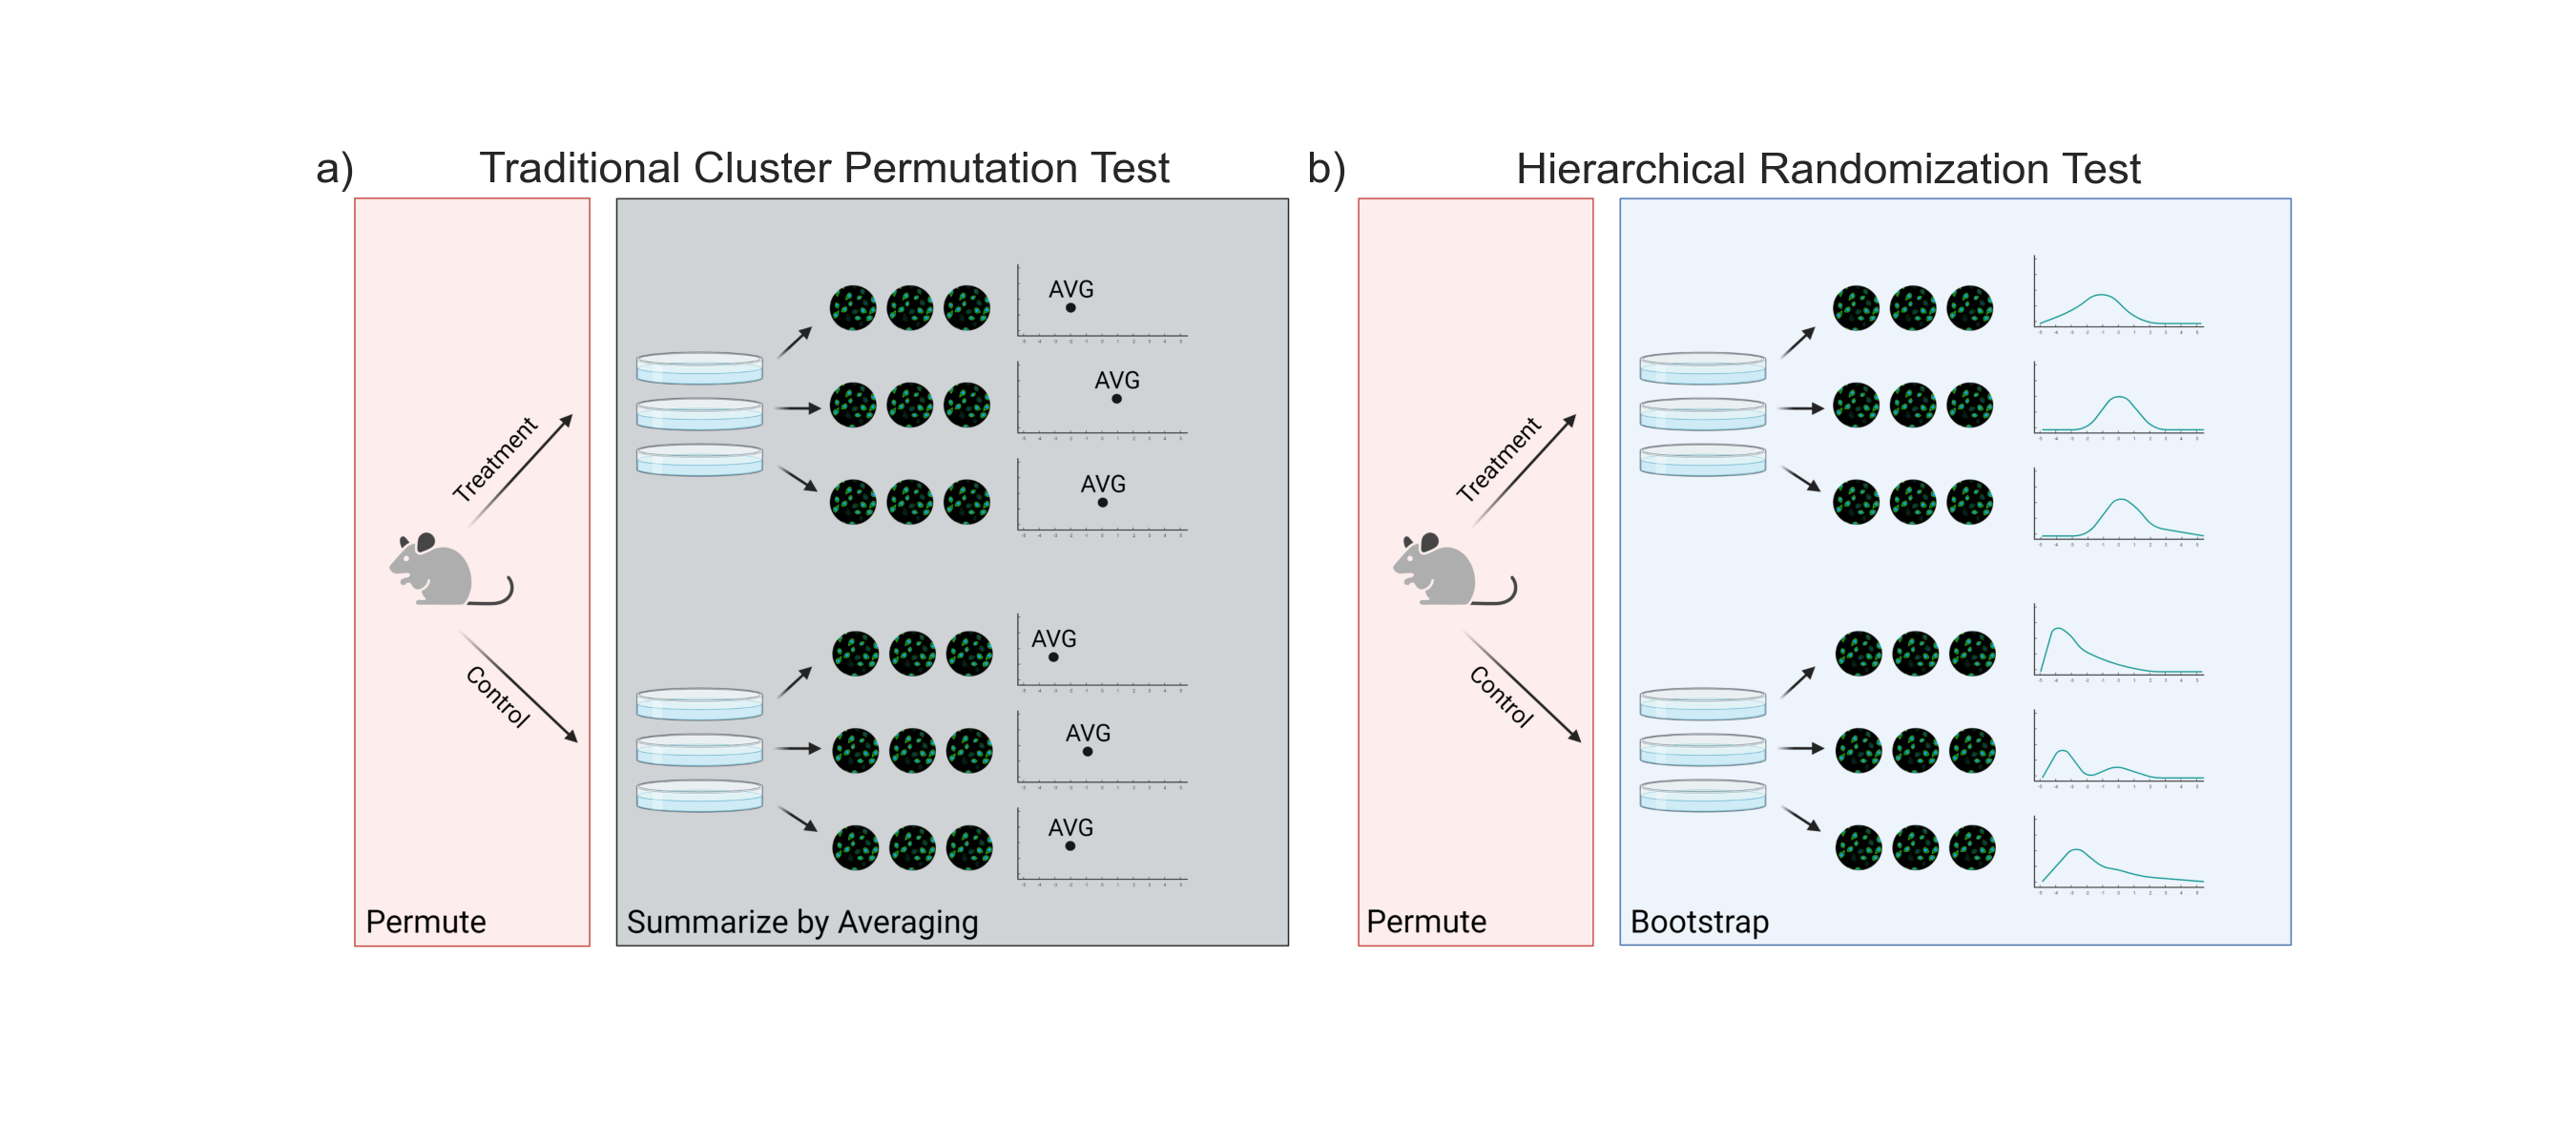 a)
Traditional Cluster Permutation Test
Treatment
Control
Permute
AVG
AVG
AVG
AVG
AVG
AVG
Summarize by Averaging
b)
Hierarchical Randomization Test
Treatment
Control
Permute
Bootstrap